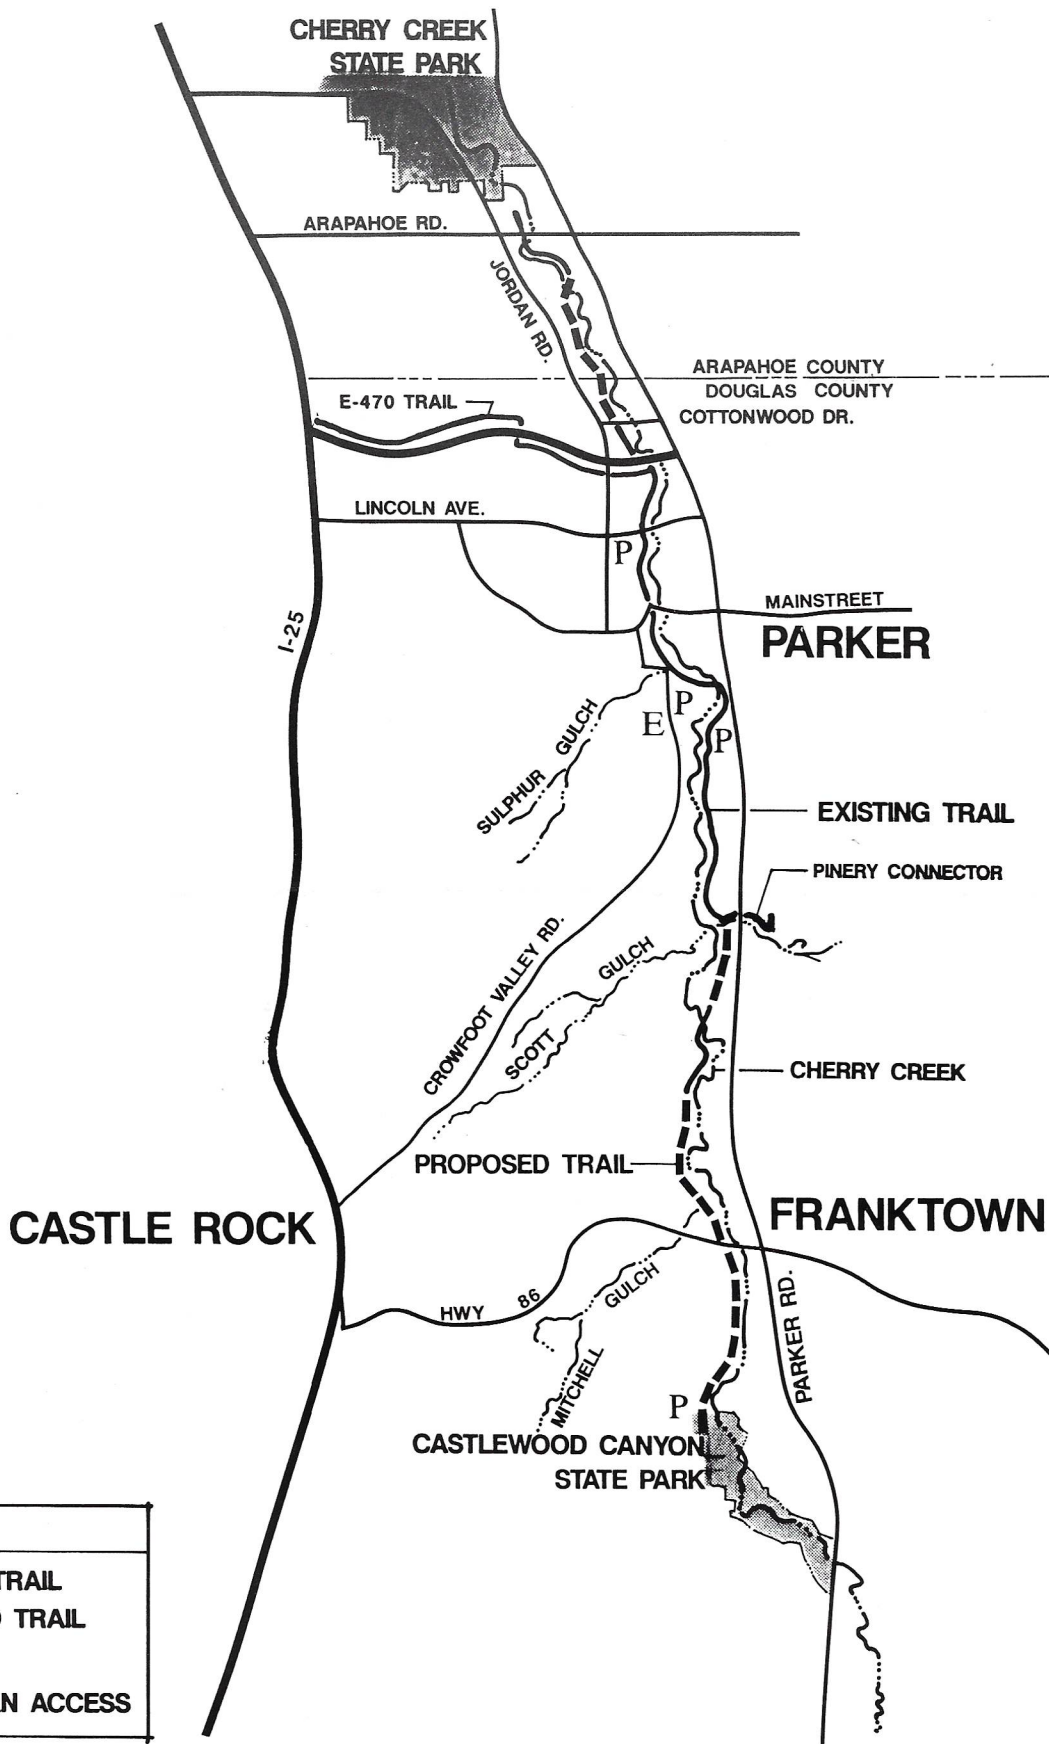 CHERRY CREEK
STATE PARK
ARAPAHOE RD.
JORDAN RD.
ARAPAHOE COUNTY
DOUGLAS COUNTY
E-470 TRAIL
COTTONWOOD DR.
LINCOLN AVE.
P
MAINSTREET
I-25
PARKER
P
E
P
SULPHUR GULCH
EXISTING TRAIL
PINERY CONNECTOR
CROWFOOT VALLEY RD.
SCOTT GULCH
CHERRY CREEK
PROPOSED TRAIL
CASTLE ROCK
FRANKTOWN
HWY 86
MITCHELL GULCH
PARKER RD.
P
CASTLEWOOD CANYON
STATE PARK
TRAIL
TRAIL
N ACCESS